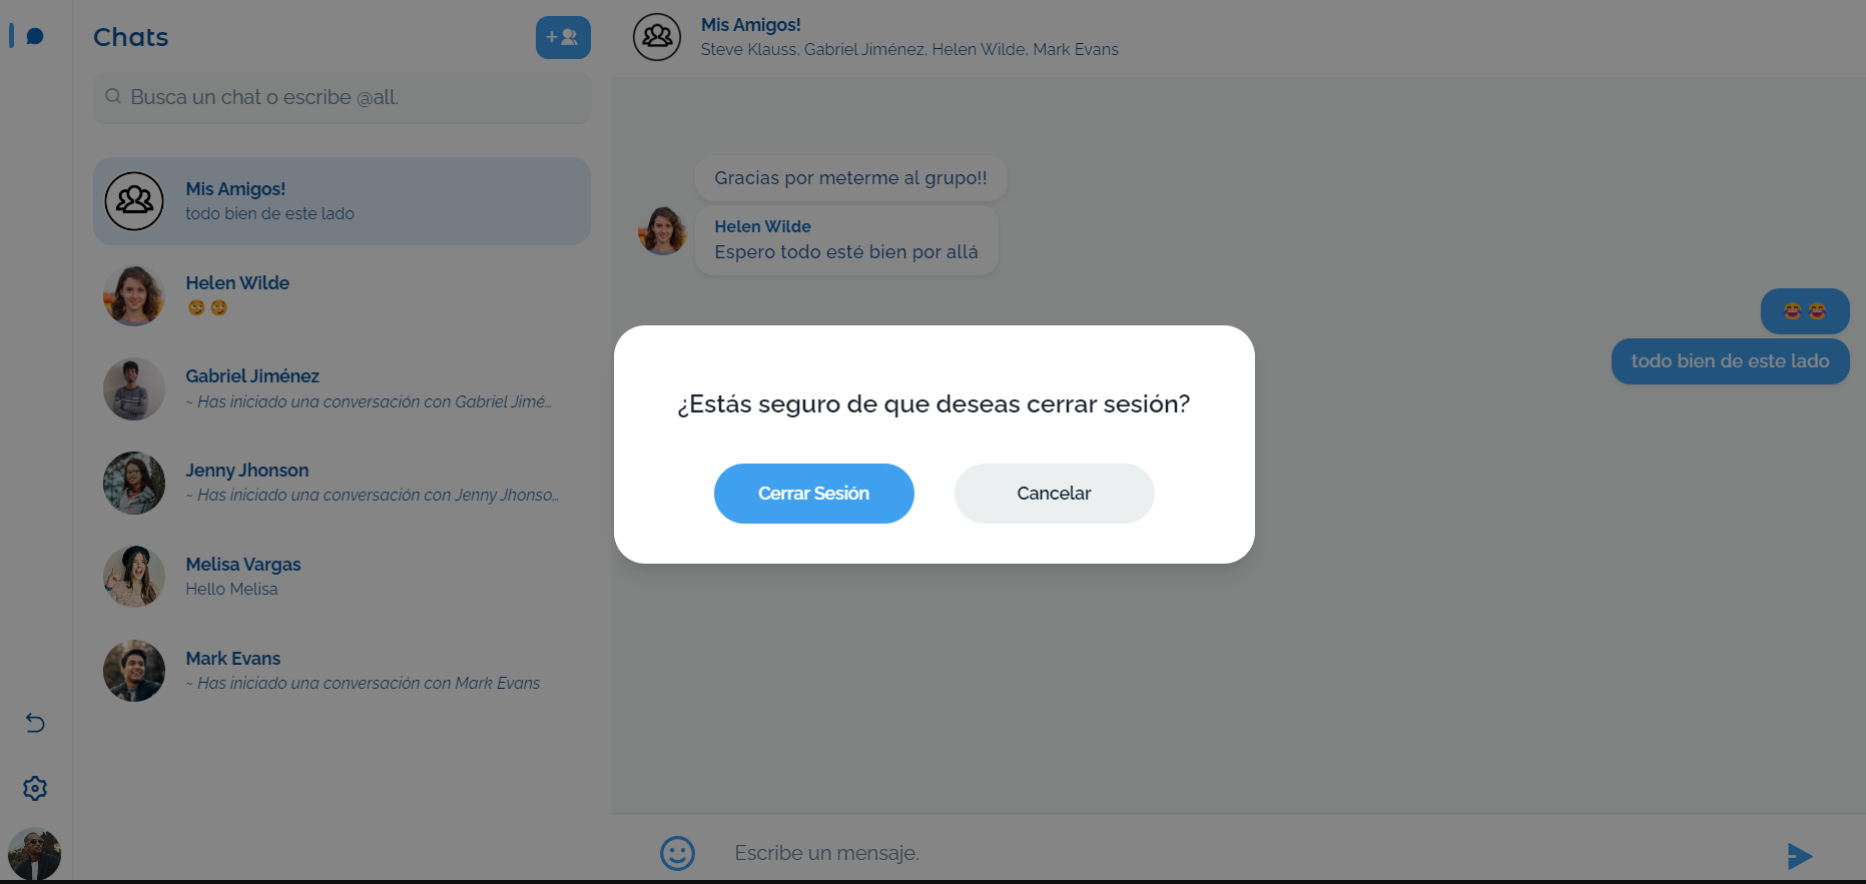 Chats
Busca un chat o escribe @all.
Mis Amigos!
todo bien de este lado
Helen Wilde
Gabriel Jiménez
~ Has iniciado una conversación con Gabriel Jimé...
Jenny Jhonson
~ Has iniciado una conversación con Jenny Jhonso...
Melisa Vargas
Hello Melisa
Mark Evans
~ Has iniciado una conversación con Mark Evans
Mis Amigos!
Steve Klauss, Gabriel Jiménez, Helen Wilde, Mark Evans
Gracias por meterme al grupo!!
Helen Wilde
Espero todo esté bien por allá
😂 😂
todo bien de este lado
¿Estás seguro de que deseas cerrar sesión?
Cerrar Sesión
Cancelar
Escribe un mensaje.